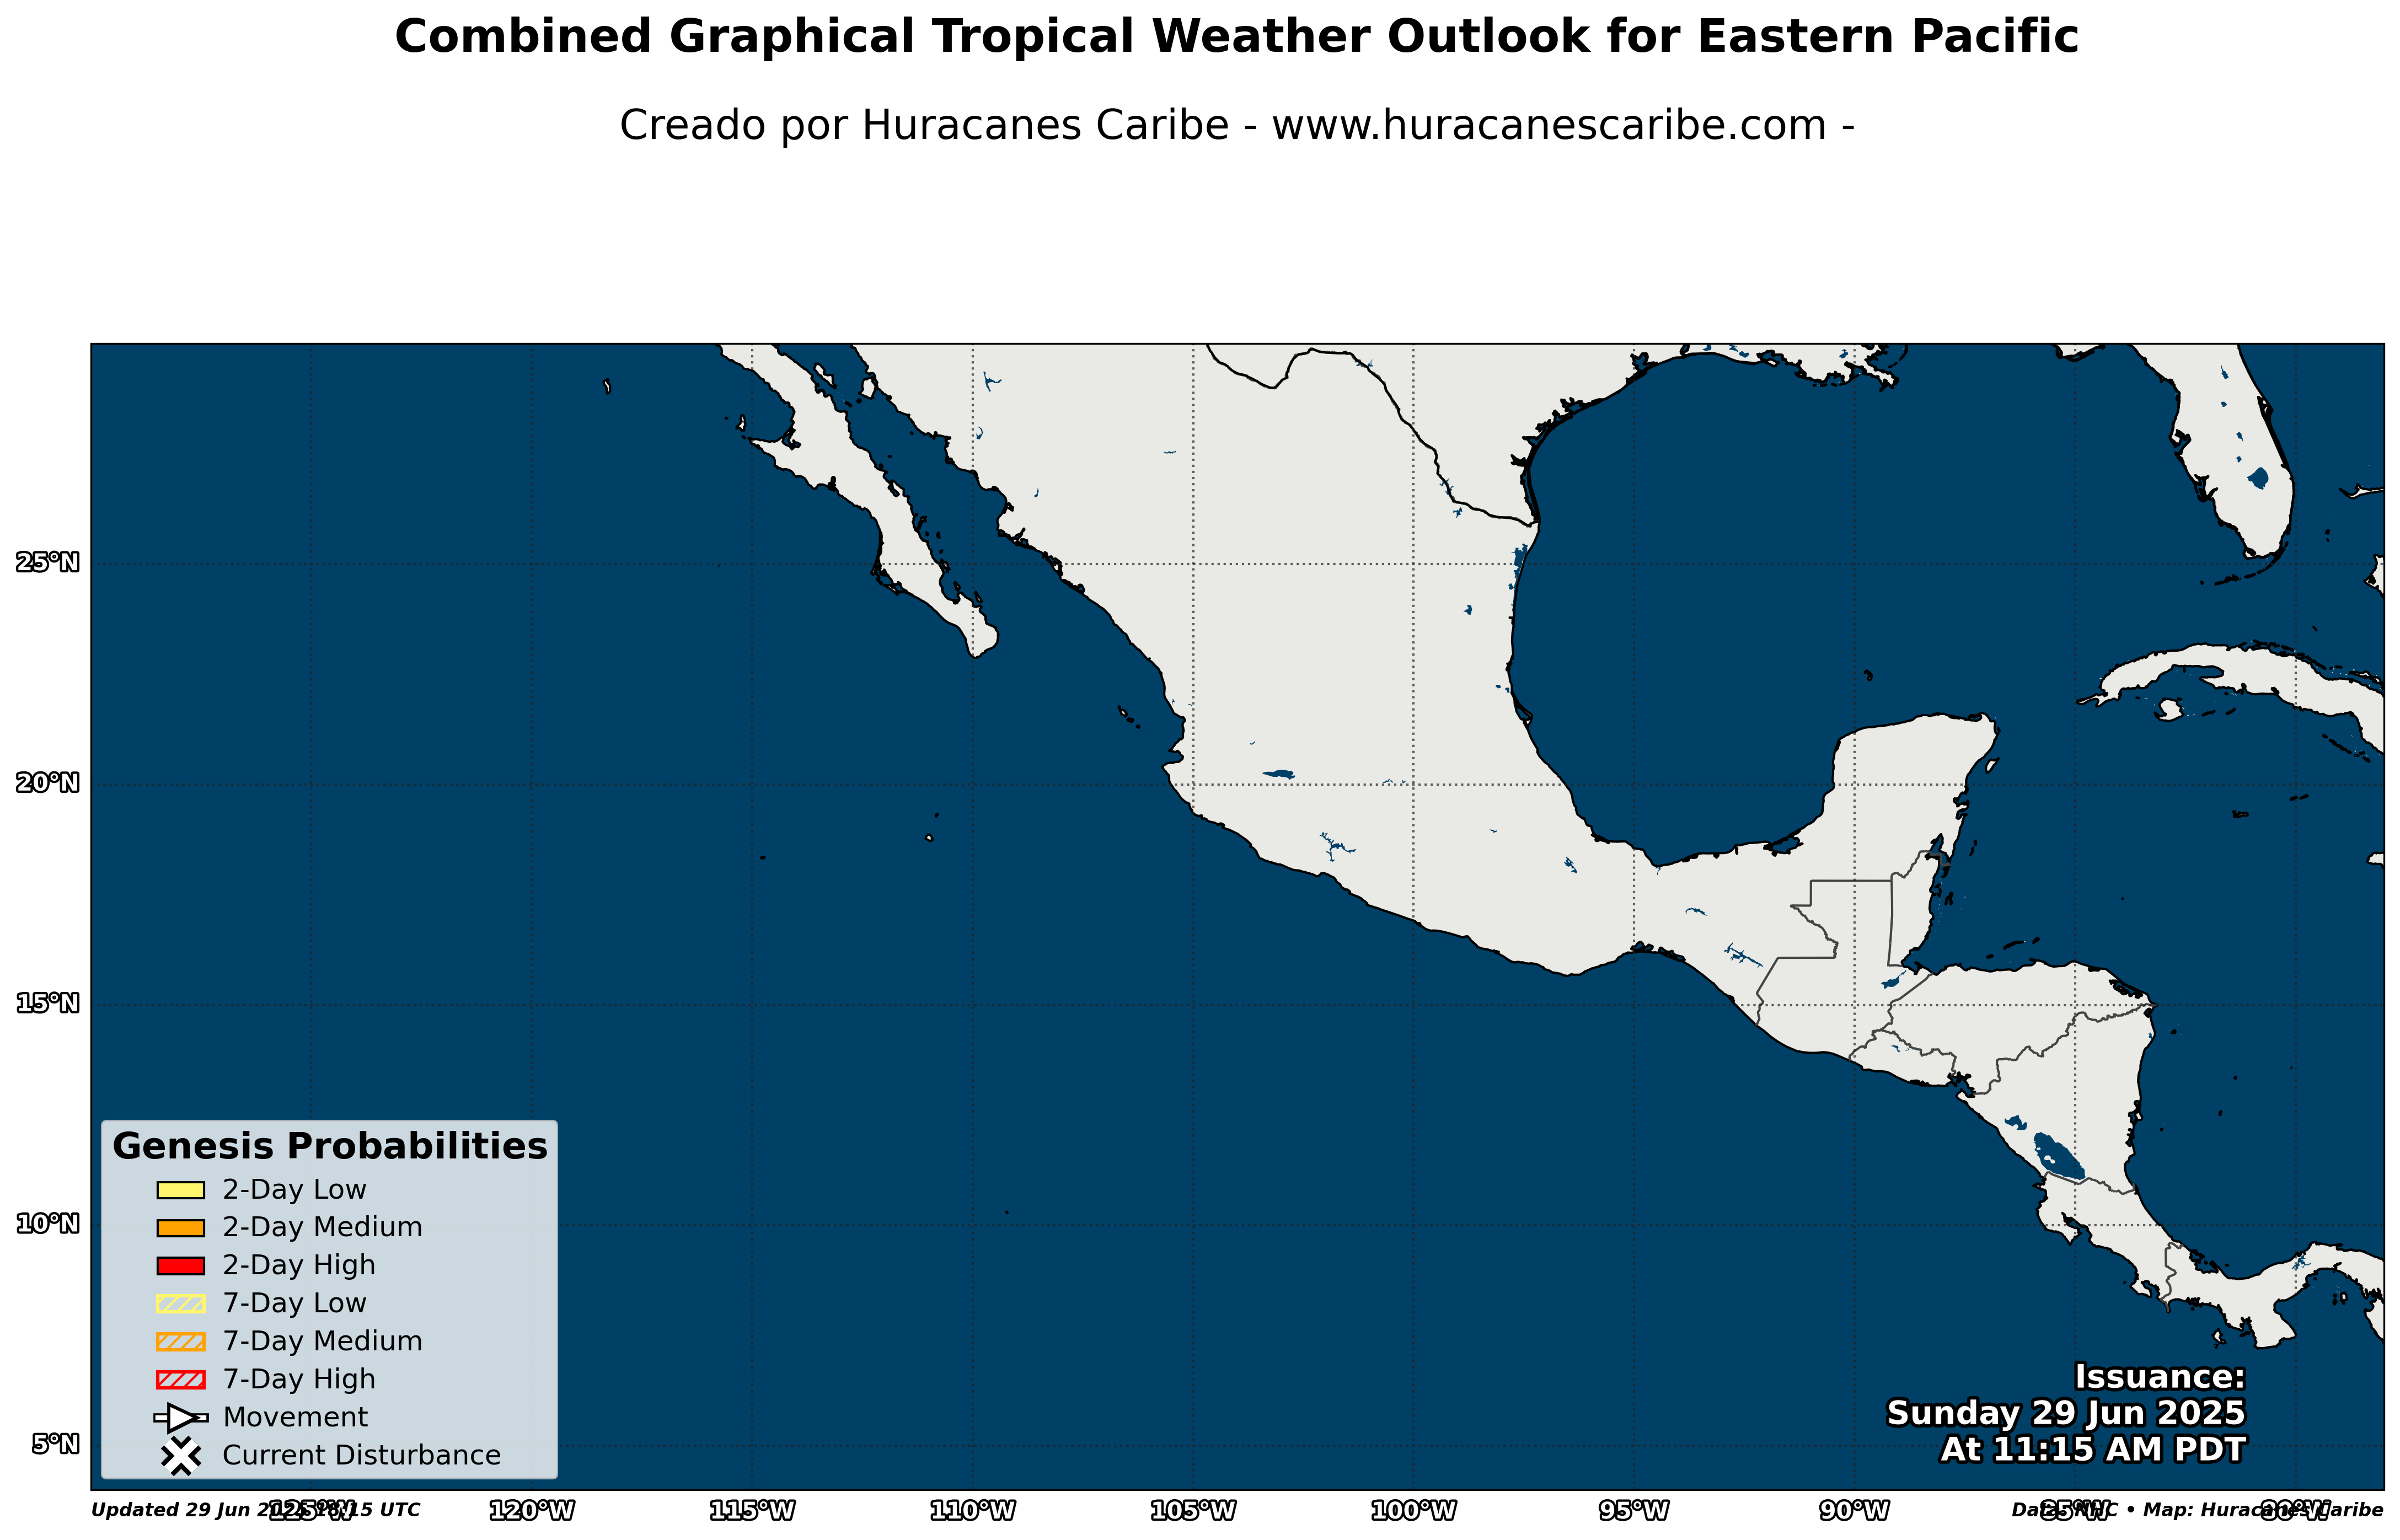 Combined Graphical Tropical Weather Outlook for Eastern Pacific
Creado por Huracanes Caribe - www.huracanescaribe.com -
25°N
20°N
15°N
10°N
5°N
Genesis Probabilities
2-Day Low
2-Day Medium
2-Day High
7-Day Low
7-Day Medium
7-Day High
Movement
Current Disturbance
Issuance:
Sunday 29 Jun 2025
At 11:15 AM PDT
125°W 120°W 115°W 110°W 105°W 100°W 95°W 90°W 85°W 80°W
Updated 29 Jun 2025 18:15 UTC
Data: NHC • Map: Huracanes Caribe